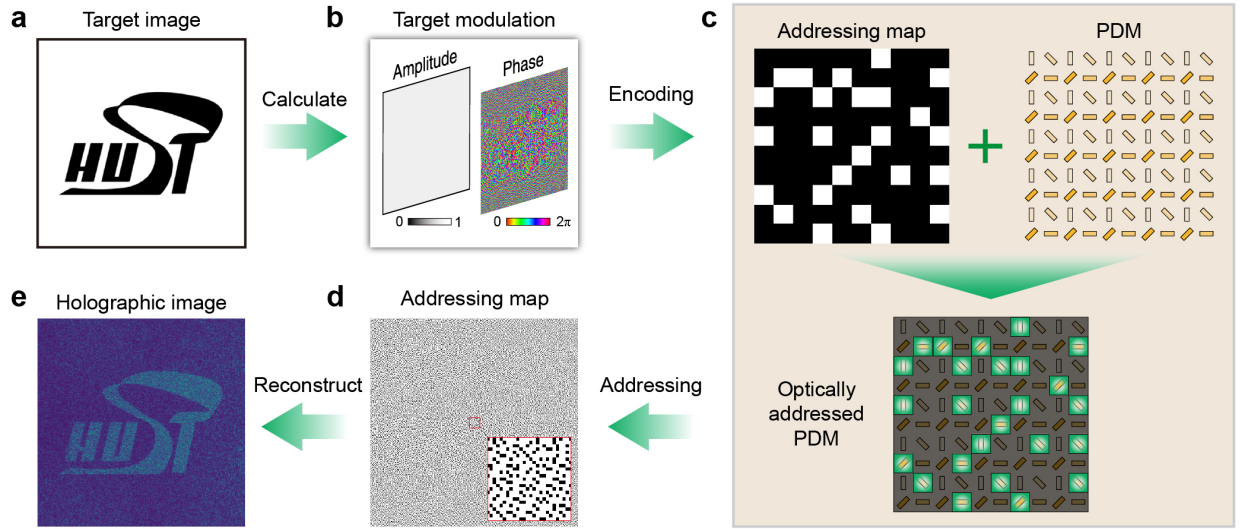 a
Target image
HUST
b
Target modulation
Amplitude
Phase
0
1
0
2π
Calculate
Encoding
c
Addressing map
PDM
+
Optically
addressed
PDM
Addressing
d
Addressing map
Reconstruct
e
Holographic image
HUST